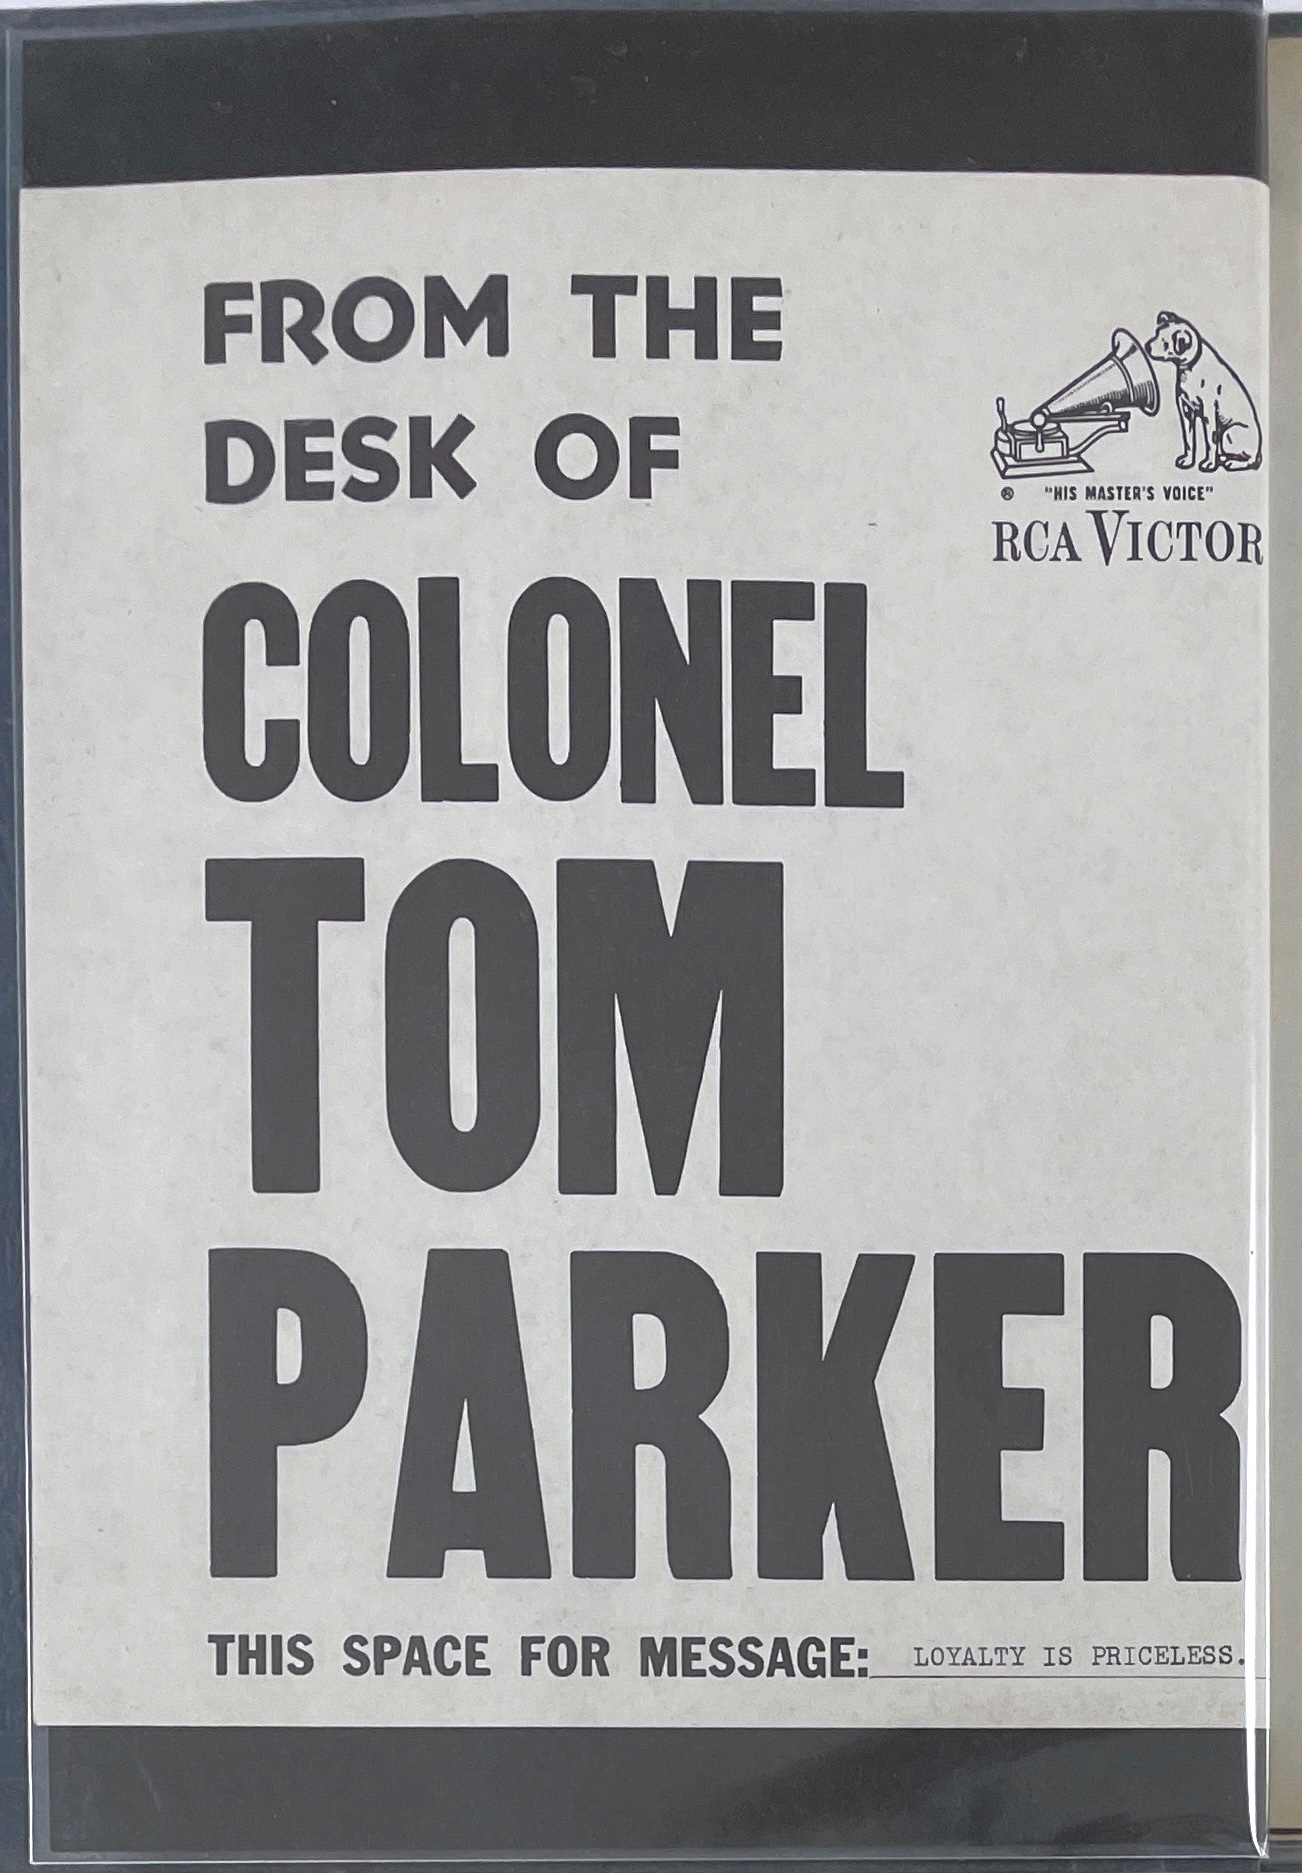 FROM THE
DESK OF
® "HIS MASTER'S VOICE"
RCA VICTOR
COLONEL
TOM
PARKER
THIS SPACE FOR MESSAGE: LOYALTY IS PRICELESS.